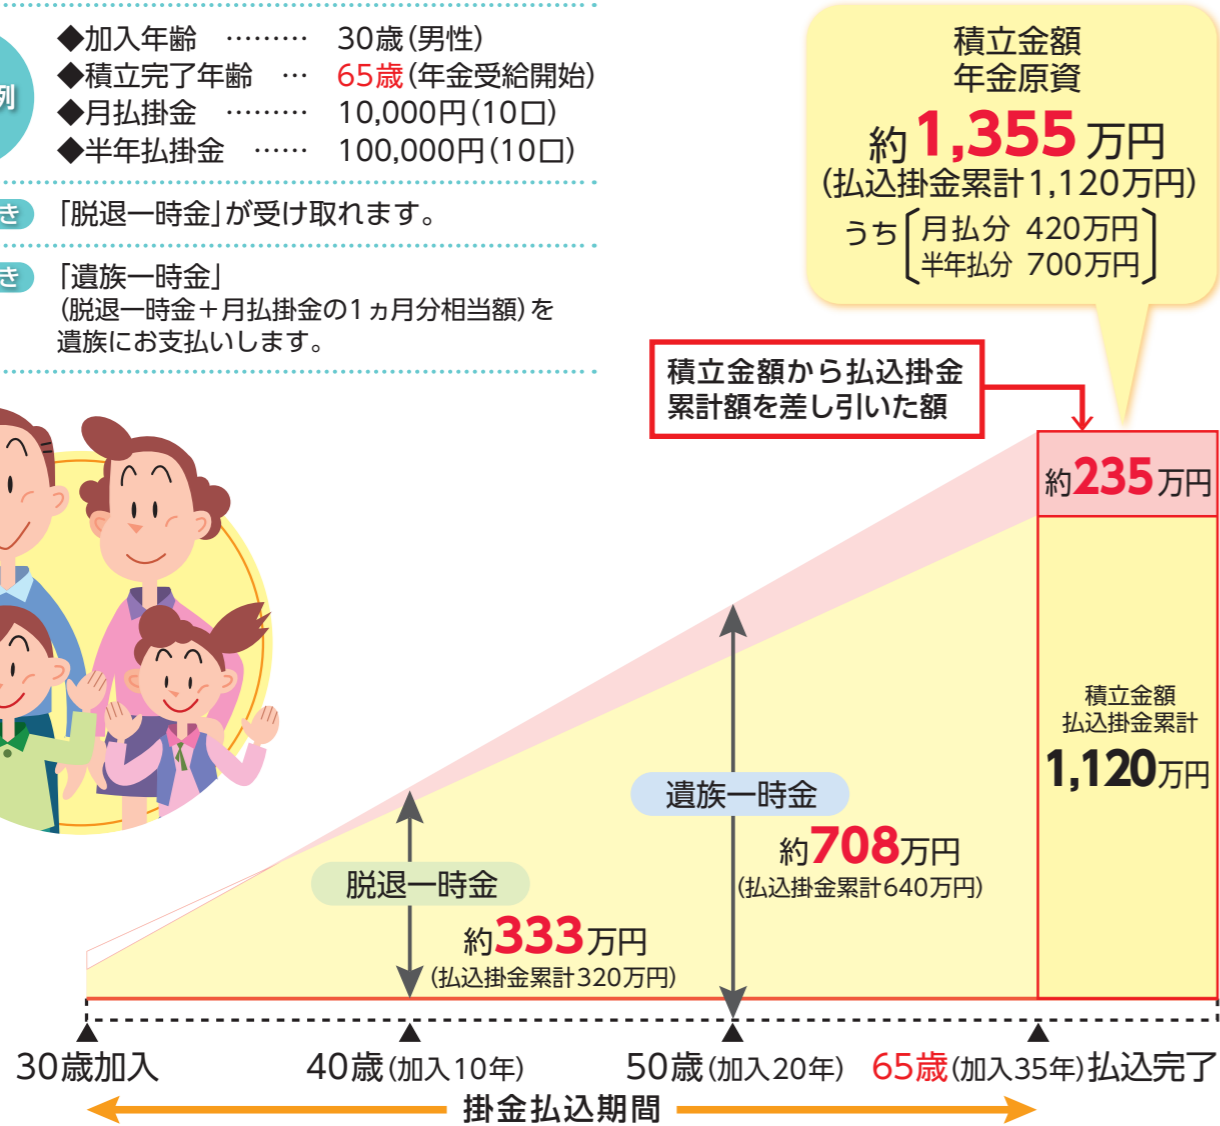 例
◆加入年齢 ……… 30歳(男性)
◆積立完了年齢 … 65歳(年金受給開始)
◆月払掛金 ……… 10,000円(10口)
◆半年払掛金 …… 100,000円(10口)
き 「脱退一時金」が受け取れます。
き 「遺族一時金」
(脱退一時金+月払掛金の1ヵ月分相当額)を
遺族にお支払いします。
積立金額
年金原資
約1,355万円
(払込掛金累計1,120万円)
うち 月払分 420万円
半年払分 700万円
積立金額から払込掛金
累計額を差し引いた額
約235万円
積立金額
払込掛金累計
1,120万円
遺族一時金
約708万円
(払込掛金累計640万円)
脱退一時金
約333万円
(払込掛金累計320万円)
▲ ▲ ▲ ▲
30歳加入 40歳(加入10年) 50歳(加入20年) 65歳(加入35年)払込完了
掛金払込期間